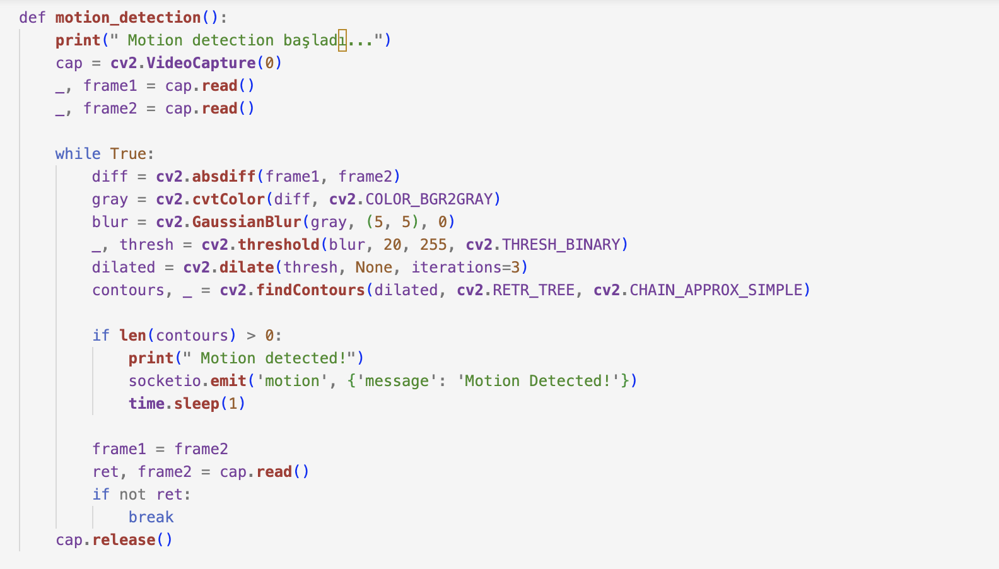 def motion_detection():
    print(" Motion detection başladı...")
    cap = cv2.VideoCapture(0)
    _, frame1 = cap.read()
    _, frame2 = cap.read()

    while True:
        diff = cv2.absdiff(frame1, frame2)
        gray = cv2.cvtColor(diff, cv2.COLOR_BGR2GRAY)
        blur = cv2.GaussianBlur(gray, (5, 5), 0)
        _, thresh = cv2.threshold(blur, 20, 255, cv2.THRESH_BINARY)
        dilated = cv2.dilate(thresh, None, iterations=3)
        contours, _ = cv2.findContours(dilated, cv2.RETR_TREE, cv2.CHAIN_APPROX_SIMPLE)

        if len(contours) > 0:
            print(" Motion detected!")
            socketio.emit('motion', {'message': 'Motion Detected!'})
            time.sleep(1)

        frame1 = frame2
        ret, frame2 = cap.read()
        if not ret:
            break
    cap.release()